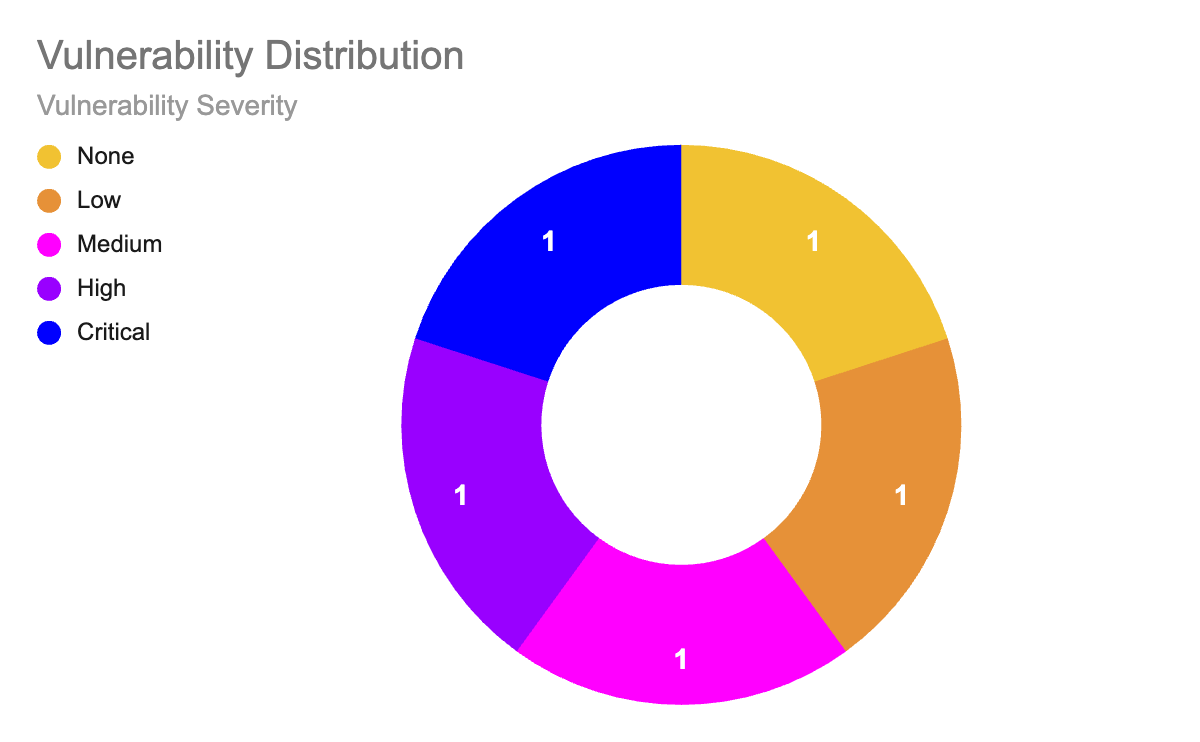 Vulnerability Distribution
Vulnerability Severity
None
Low
Medium
High
Critical
1
1
1
1
1